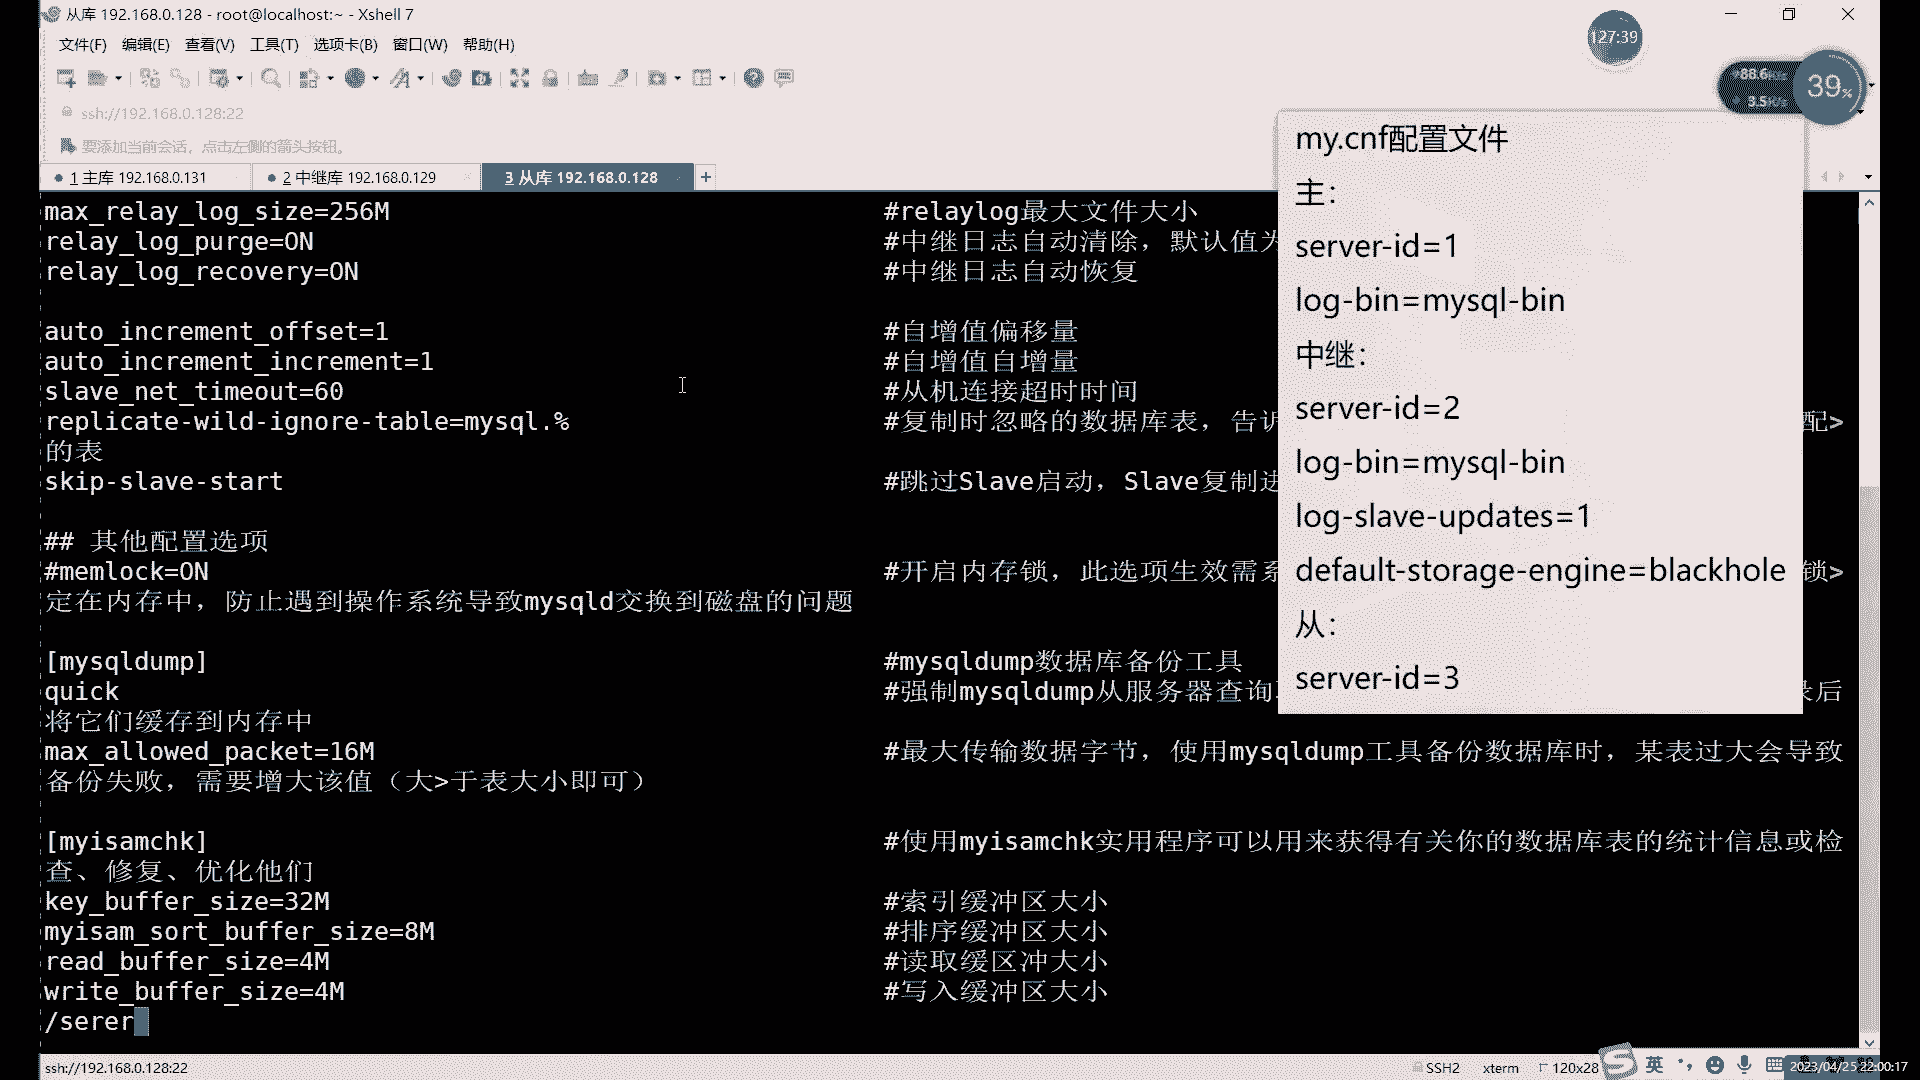 从库 192.168.0.128 - root@localhost:~ - Xshell 7
127:39
文件(F) 编辑(E) 查看(V) 工具(T) 选项卡(B) 窗口(W) 帮助(H)
88.6K/s
3.5K/s
39%
ssh://192.168.0.128:22
要添加当前会话，点击左侧的箭头按钮。
1 主库 192.168.0.131
2 中继库 192.168.0.129
3 从库 192.168.0.128
max_relay_log_size=256M #relaylog最大文件大小
relay_log_purge=ON #中继日志自动清除，默认值为
relay_log_recovery=ON #中继日志自动恢复
auto_increment_offset=1 #自增值偏移量
auto_increment_increment=1 #自增值自增量
slave_net_timeout=60 #从机连接超时时间
replicate-wild-ignore-table=mysql.% #复制时忽略的数据库表，告诉 配>
的表
skip-slave-start #跳过Slave启动，Slave复制进
## 其他配置选项
#memlock=ON #开启内存锁，此选项生效需系 锁>
定在内存中，防止遇到操作系统导致mysqld交换到磁盘的问题
[mysqldump] #mysqldump数据库备份工具
quick #强制mysqldump从服务器查询 录后
将它们缓存到内存中
max_allowed_packet=16M #最大传输数据字节，使用mysqldump工具备份数据库时，某表过大会导致
备份失败，需要增大该值（大>于表大小即可）
[myisamchk] #使用myisamchk实用程序可以用来获得有关你的数据库表的统计信息或检
查、修复、优化他们
key_buffer_size=32M #索引缓冲区大小
myisam_sort_buffer_size=8M #排序缓冲区大小
read_buffer_size=4M #读取缓区冲大小
write_buffer_size=4M #写入缓冲区大小
/serer
my.cnf配置文件
主：
server-id=1
log-bin=mysql-bin
中继：
server-id=2
log-bin=mysql-bin
log-slave-updates=1
default-storage-engine=blackhole
从：
server-id=3
ssh://192.168.0.128:22
SSH2 xterm 120x28
英
2023/04/25 22:00:17